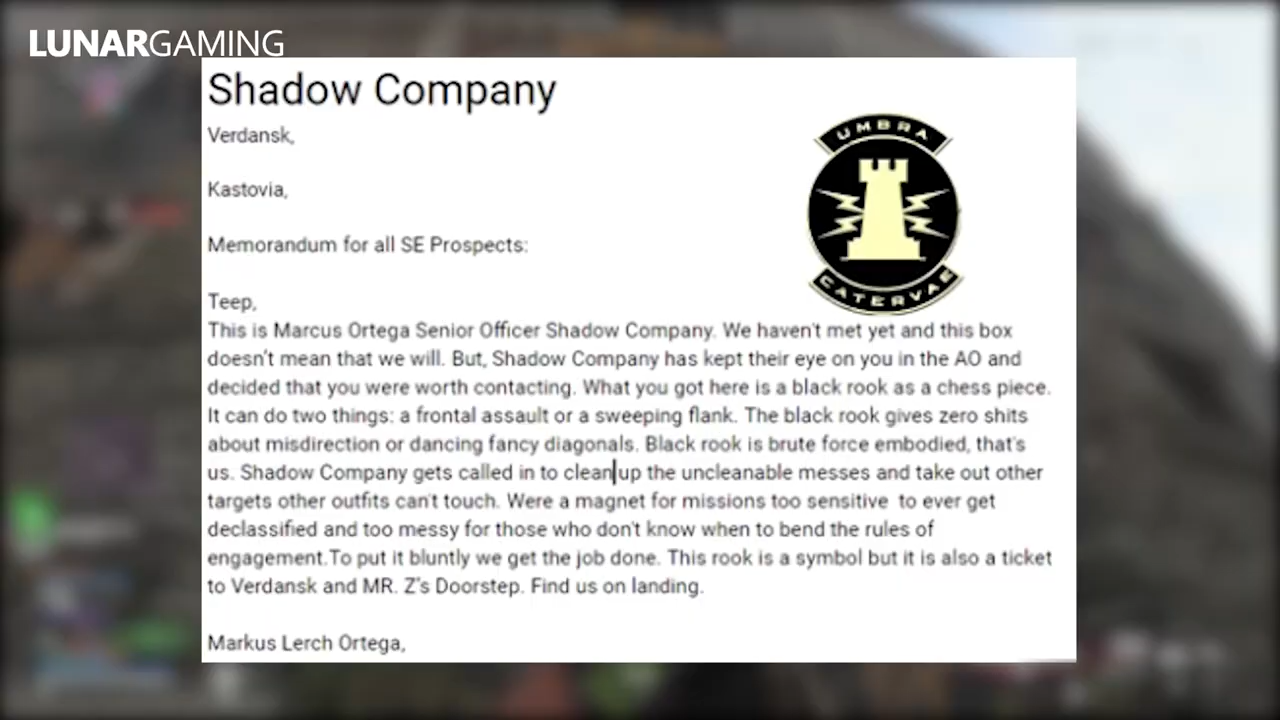 LUNARGAMING
Shadow Company
Verdansk,
UMBRA
Kastovia,
Memorandum for all SE Prospects:
CATERVAE
Teep,
This is Marcus Ortega Senior Officer Shadow Company. We haven't met yet and this box
doesn't mean that we will. But, Shadow Company has kept their eye on you in the AO and
decided that you were worth contacting. What you got here is a black rook as a chess piece.
It can do two things: a frontal assault or a sweeping flank. The black rook gives zero shits
about misdirection or dancing fancy diagonals. Black rook is brute force embodied, that's
us. Shadow Company gets called in to clean up the uncleanable messes and take out other
targets other outfits can't touch. Were a magnet for missions too sensitive to ever get
declassified and too messy for those who don't know when to bend the rules of
engagement.To put it bluntly we get the job done. This rook is a symbol but it is also a ticket
to Verdansk and MR. Z's Doorstep. Find us on landing.
Markus Lerch Ortega,